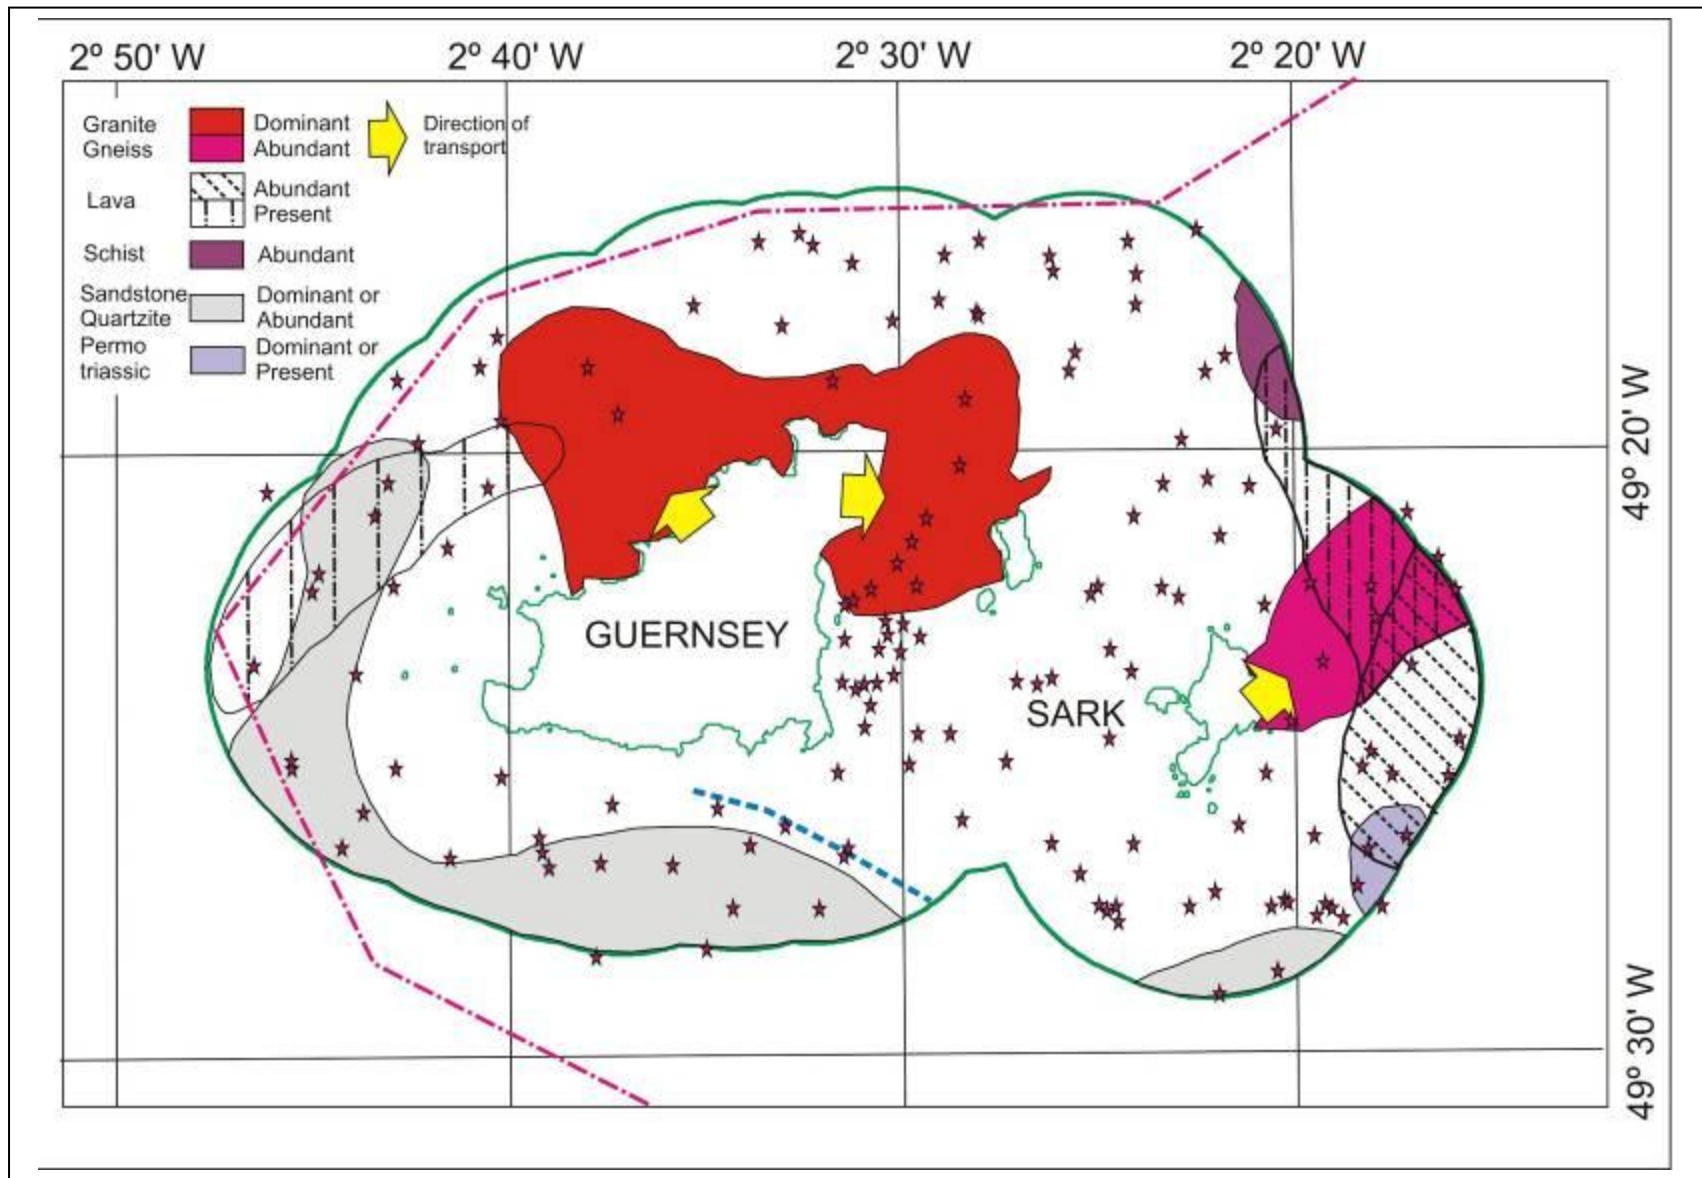 2º 50' W 2º 40' W 2º 30' W 2º 20' W
Granite
Gneiss
Dominant
Abundant
Direction of
transport
Lava
Abundant
Present
Schist
Abundant
Sandstone
Quartzite
Dominant or
Abundant
Permo
triassic
Dominant or
Present
49º 20' W
GUERNSEY
SARK
49º 30' W